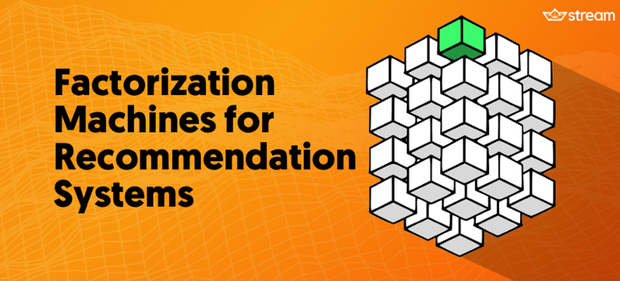 stream
Factorization
Machines for
Recommendation
Systems